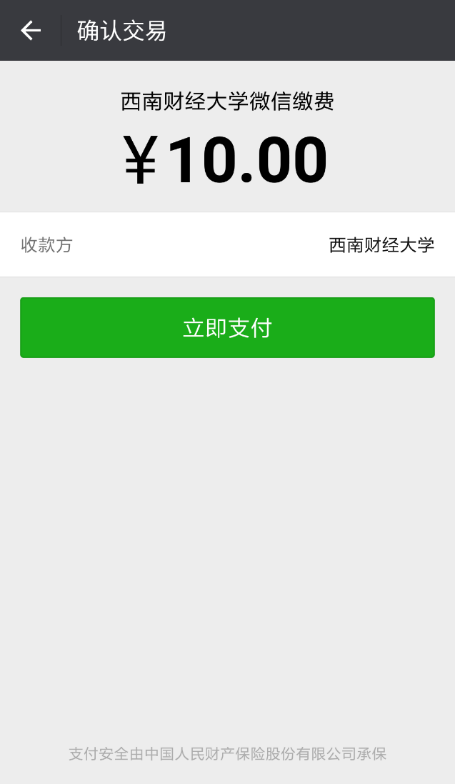 确认交易
西南财经大学微信缴费
¥10.00
收款方 西南财经大学
立即支付
支付安全由中国人民财产保险股份有限公司承保